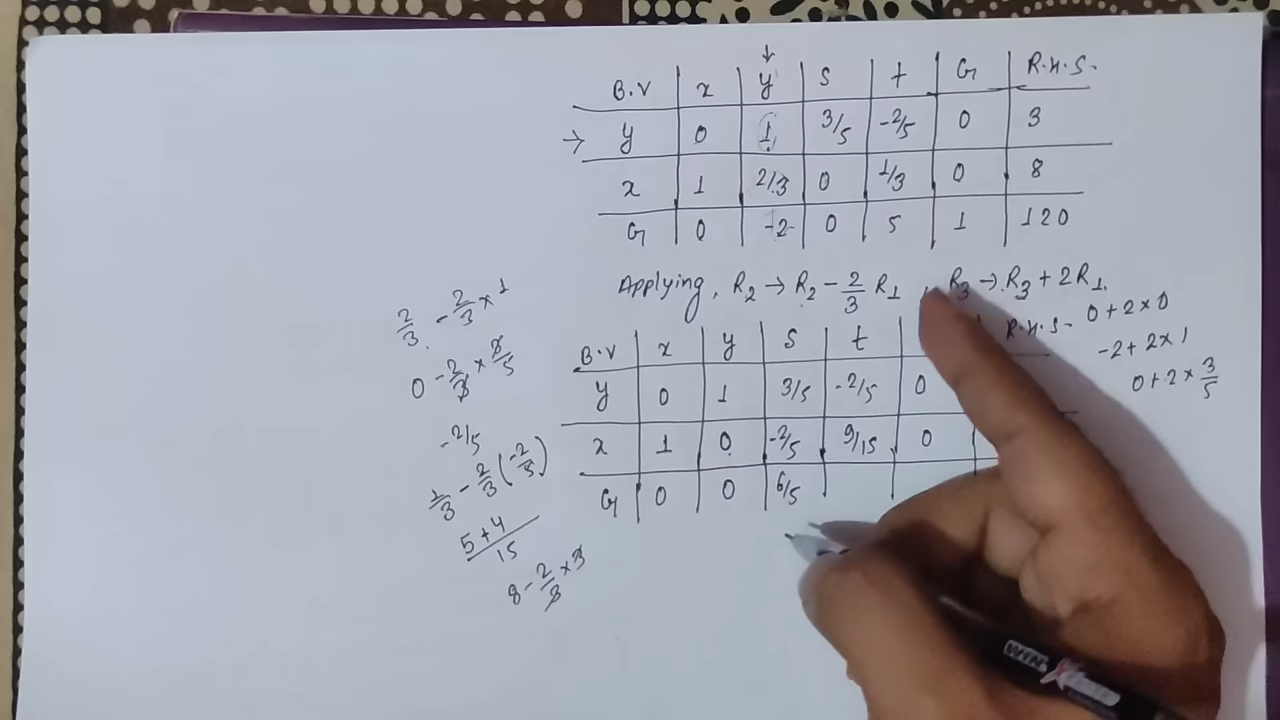 B.V x y S t G R.H.S.
y 0 1 3/5 -2/5 0 3
x 1 2/3 0 1/3 0 8
G 0 -2 0 5 1 120
Applying, R2 → R2 - 2/3 R1, R3 → R3 + 2R1.
B.V x y S t R.H.S-
y 0 1 3/5 -2/5 0
x 1 0 -2/5 9/15 0
G 0 0 6/5
2/3 - 2/3 × 1
0 - 2/3 × 3/5
-2/5
1/3 - 2/3 (-2/5)
5+4/15
8 - 2/3 × 3
0 + 2 × 0
-2 + 2 × 1
0 + 2 × 3/5
WIN